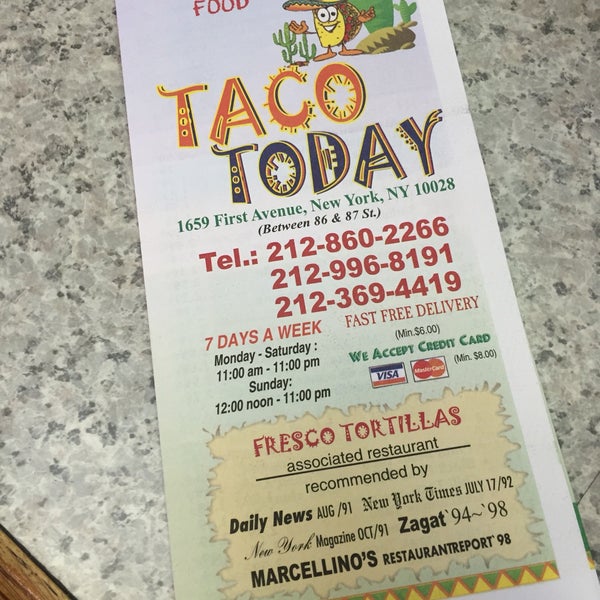 FOOD
TACO
TODAY
1659 First Avenue, New York, NY 10028
(Between 86 & 87 St.)
Tel.: 212-860-2266
212-996-8191
212-369-4419
7 DAYS A WEEK
Monday - Saturday :
11:00 am - 11:00 pm
Sunday:
12:00 noon - 11:00 pm
FAST FREE DELIVERY
(Min.$6.00)
WE ACCEPT CREDIT CARD
(Min. $8.00)
VISA MasterCard
FRESCO TORTILLAS
associated restaurant
recommended by
Daily News AUG /91 New York Times JULY 17/92
New York Magazine OCT/91 Zagat '94~'98
MARCELLINO'S RESTAURANTREPORT '98